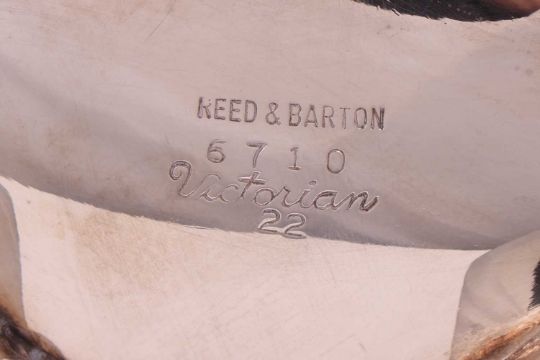 REED & BARTON
6710
Victorian
22